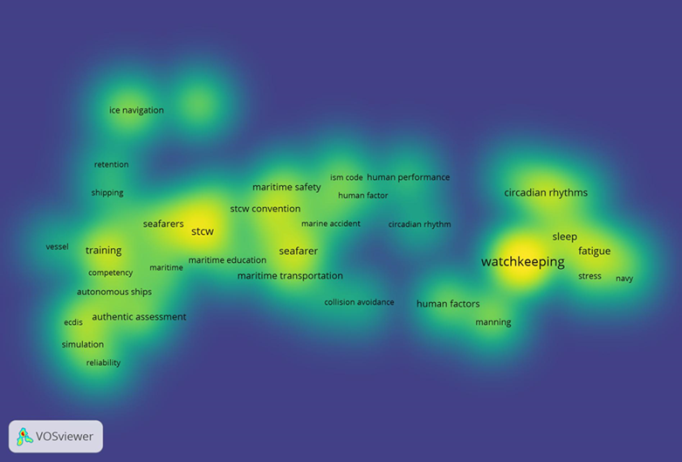 ice navigation
retention
ism code
human performance
maritime safety
human factor
shipping
circadian rhythms
stcw convention
seafarers
stcw
marine accident
circadian rhythm
sleep
vessel
training
seafarer
fatigue
maritime education
watchkeeping
maritime
competency
maritime transportation
stress
navy
autonomous ships
collision avoidance
human factors
ecdis
authentic assessment
manning
simulation
reliability
VOSviewer